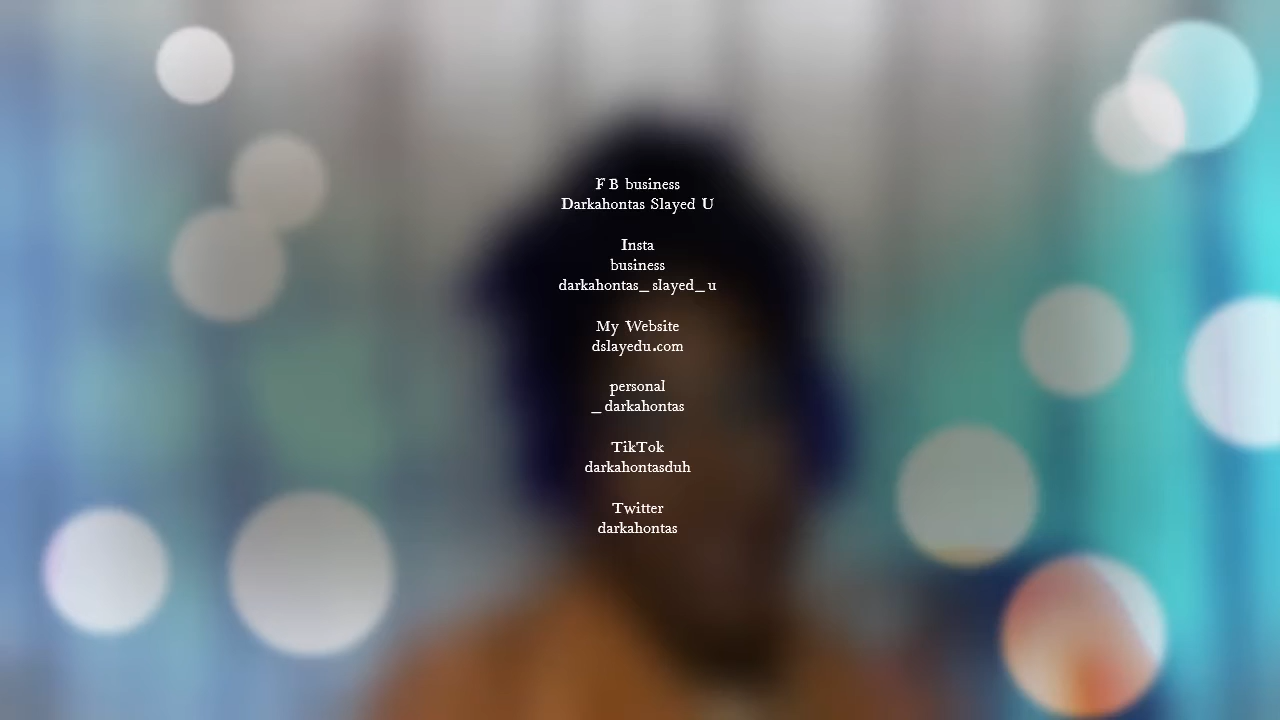 F B business
Darkahontas Slayed U
Insta
business
darkahontas_slayed_u
My Website
dslayedu.com
personal
_darkahontas
TikTok
darkahontasduh
Twitter
darkahontas